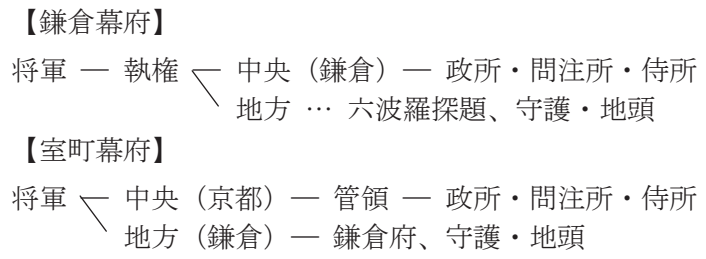 【鎌倉幕府】
将軍 ― 執権 ― 中央（鎌倉）― 政所・問注所・侍所
地方 … 六波羅探題、守護・地頭
【室町幕府】
将軍 ― 中央（京都）― 管領 ― 政所・問注所・侍所
地方（鎌倉）― 鎌倉府、守護・地頭